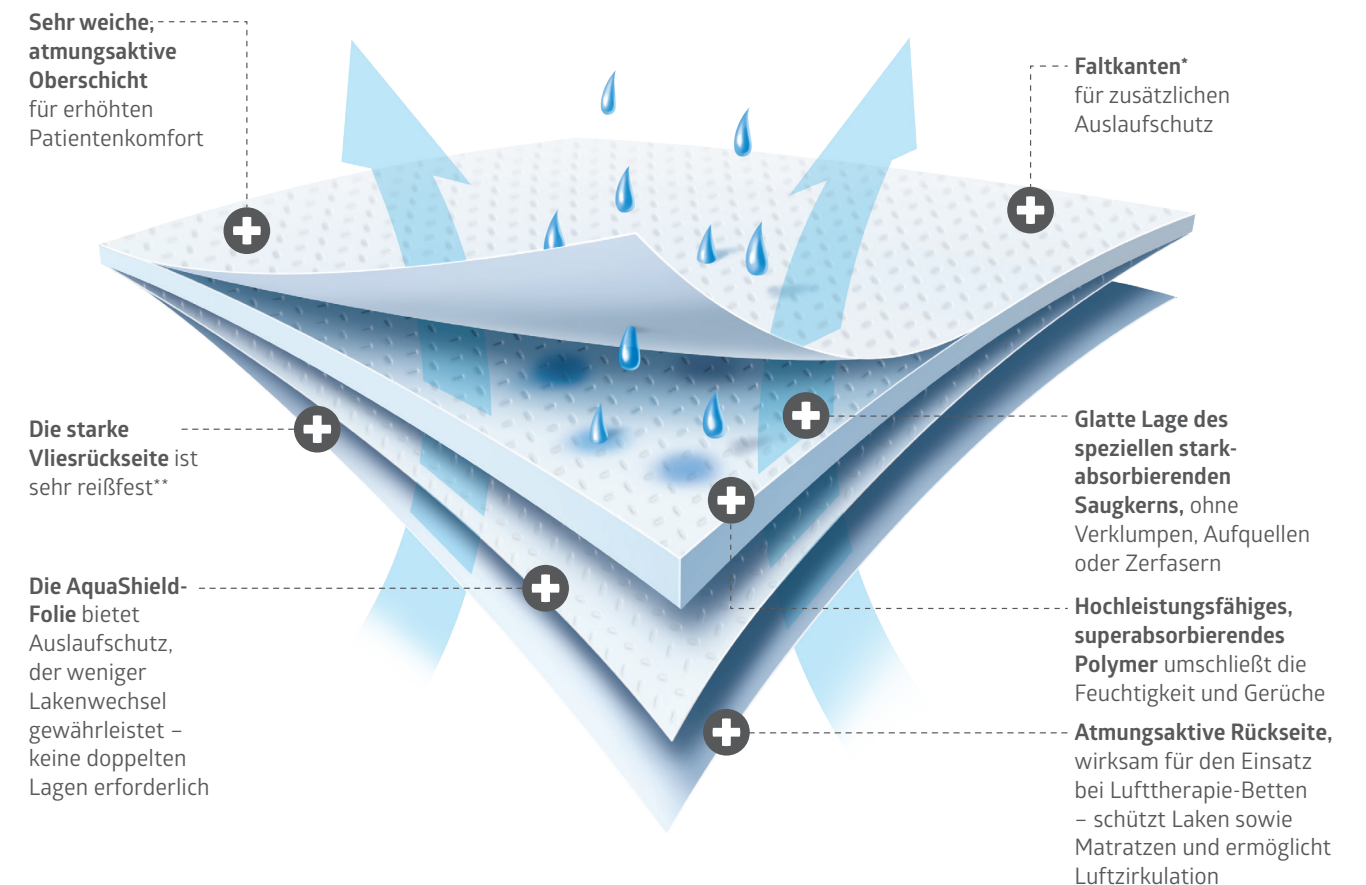 Sehr weiche,
atmungsaktive
Oberschicht
für erhöhten
Patientenkomfort
Faltkanten*
für zusätzlichen
Auslaufschutz
Die starke
Vliesrückseite ist
sehr reißfest**
Die AquaShield-
Folie bietet
Auslaufschutz,
der weniger
Lakenwechsel
gewährleistet –
keine doppelten
Lagen erforderlich
Glatte Lage des
speziellen stark-
absorbierenden
Saugkerns, ohne
Verklumpen, Aufquellen
oder Zerfasern
Hochleistungsfähiges,
superabsorbierendes
Polymer umschließt die
Feuchtigkeit und Gerüche
Atmungsaktive Rückseite,
wirksam für den Einsatz
bei Lufttherapie-Betten
– schützt Laken sowie
Matratzen und ermöglicht
Luftzirkulation